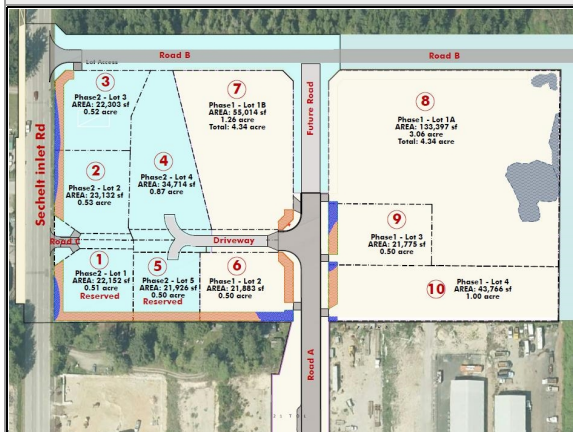 Road B
Road B
Lot Access
3
Phase2 - Lot 3
AREA: 22,303 sf
0.52 acre
7
Phase1 - Lot 1B
AREA: 55,014 sf
1.26 acre
Total: 4.34 acre
Future Road
8
Phase1 - Lot 1A
AREA: 133,397 sf
3.06 acre
Total: 4.34 acre
Sechelt inlet Rd
2
Phase2 - Lot 2
AREA: 23,132 sf
0.53 acre
4
Phase2 - Lot 4
AREA: 34,714 sf
0.87 acre
9
Phase1 - Lot 3
AREA: 21,775 sf
0.50 acre
Road C
Driveway
1
Phase2 - Lot 1
AREA: 22,152 sf
0.51 acre
Reserved
5
Phase2 - Lot 5
AREA: 21,926 sf
0.50 acre
Reserved
6
Phase1 - Lot 2
AREA: 21,883 sf
0.50 acre
10
Phase1 - Lot 4
AREA: 43,766 sf
1.00 acre
Road A